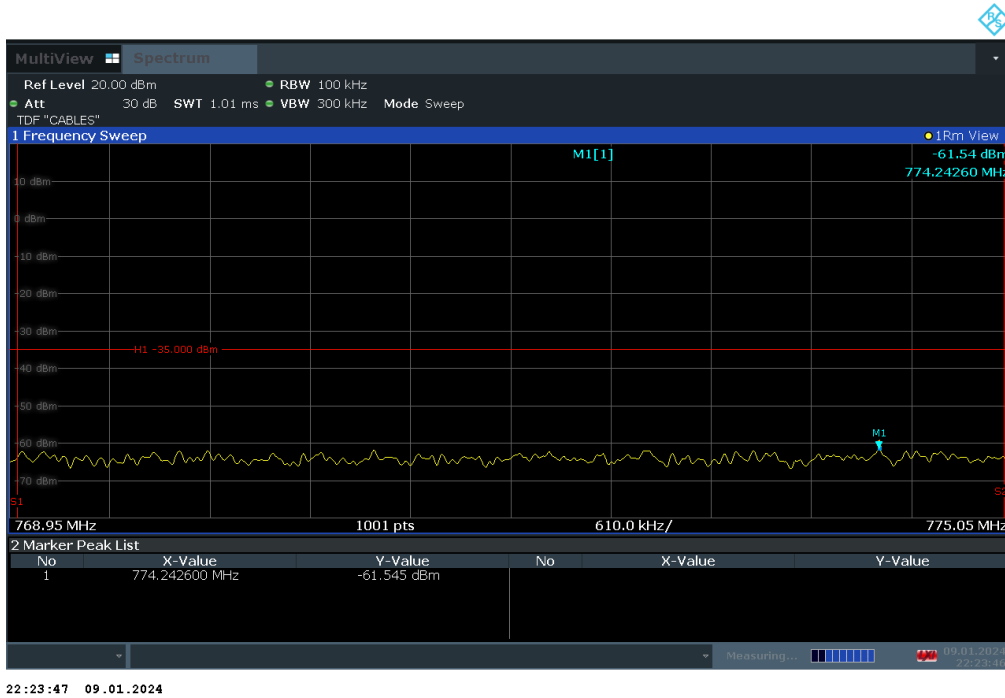 R&S
MultiView Spectrum
Ref Level 20.00 dBm RBW 100 kHz
Att 30 dB SWT 1.01 ms VBW 300 kHz Mode Sweep
TDF "CABLES"
1 Frequency Sweep 1Rm View
M1[1] -61.54 dBm
774.24260 MHz
10 dBm
0 dBm
-10 dBm
-20 dBm
-30 dBm
H1 -35.000 dBm
-40 dBm
-50 dBm
M1
-60 dBm
-70 dBm
S1 S2
768.95 MHz 1001 pts 610.0 kHz/ 775.05 MHz
2 Marker Peak List
No X-Value Y-Value No X-Value Y-Value
1 774.242600 MHz -61.545 dBm
Measuring... 09.01.2024
22:23:46
22:23:47 09.01.2024